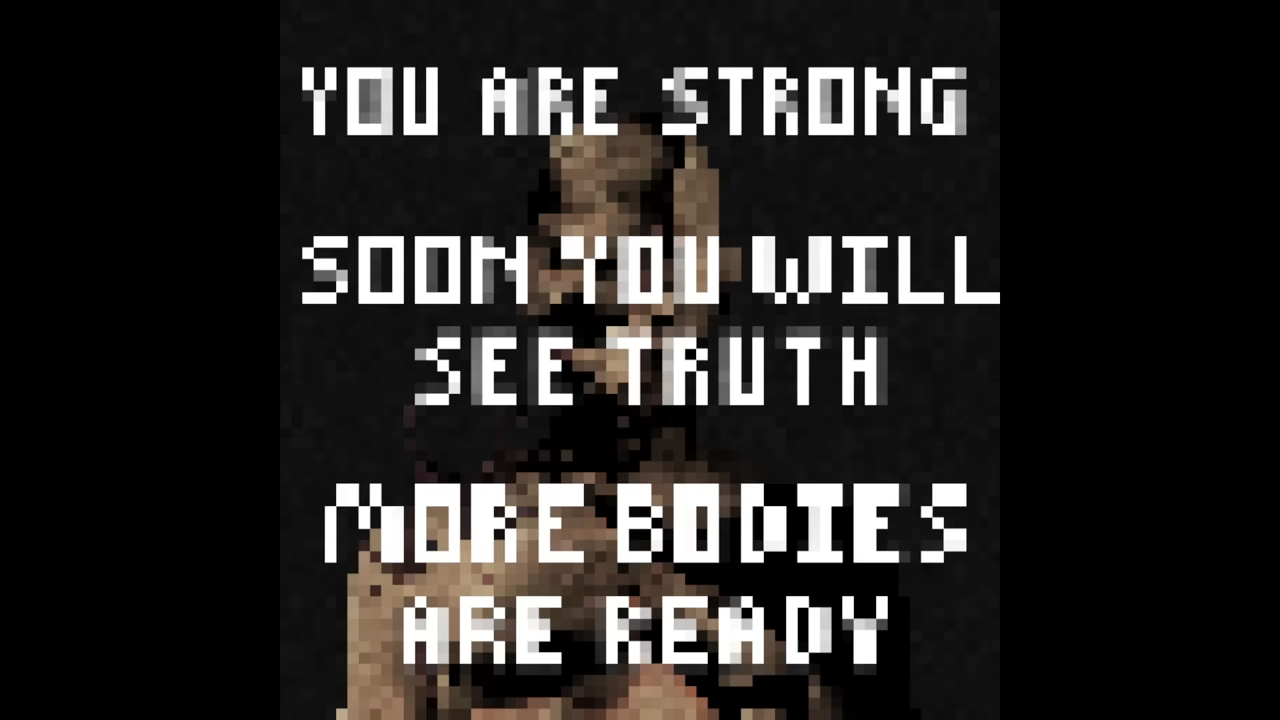 YOU ARE STRONG
SOON YOU WILL
SEE TRUTH
MORE BODIES
ARE READY